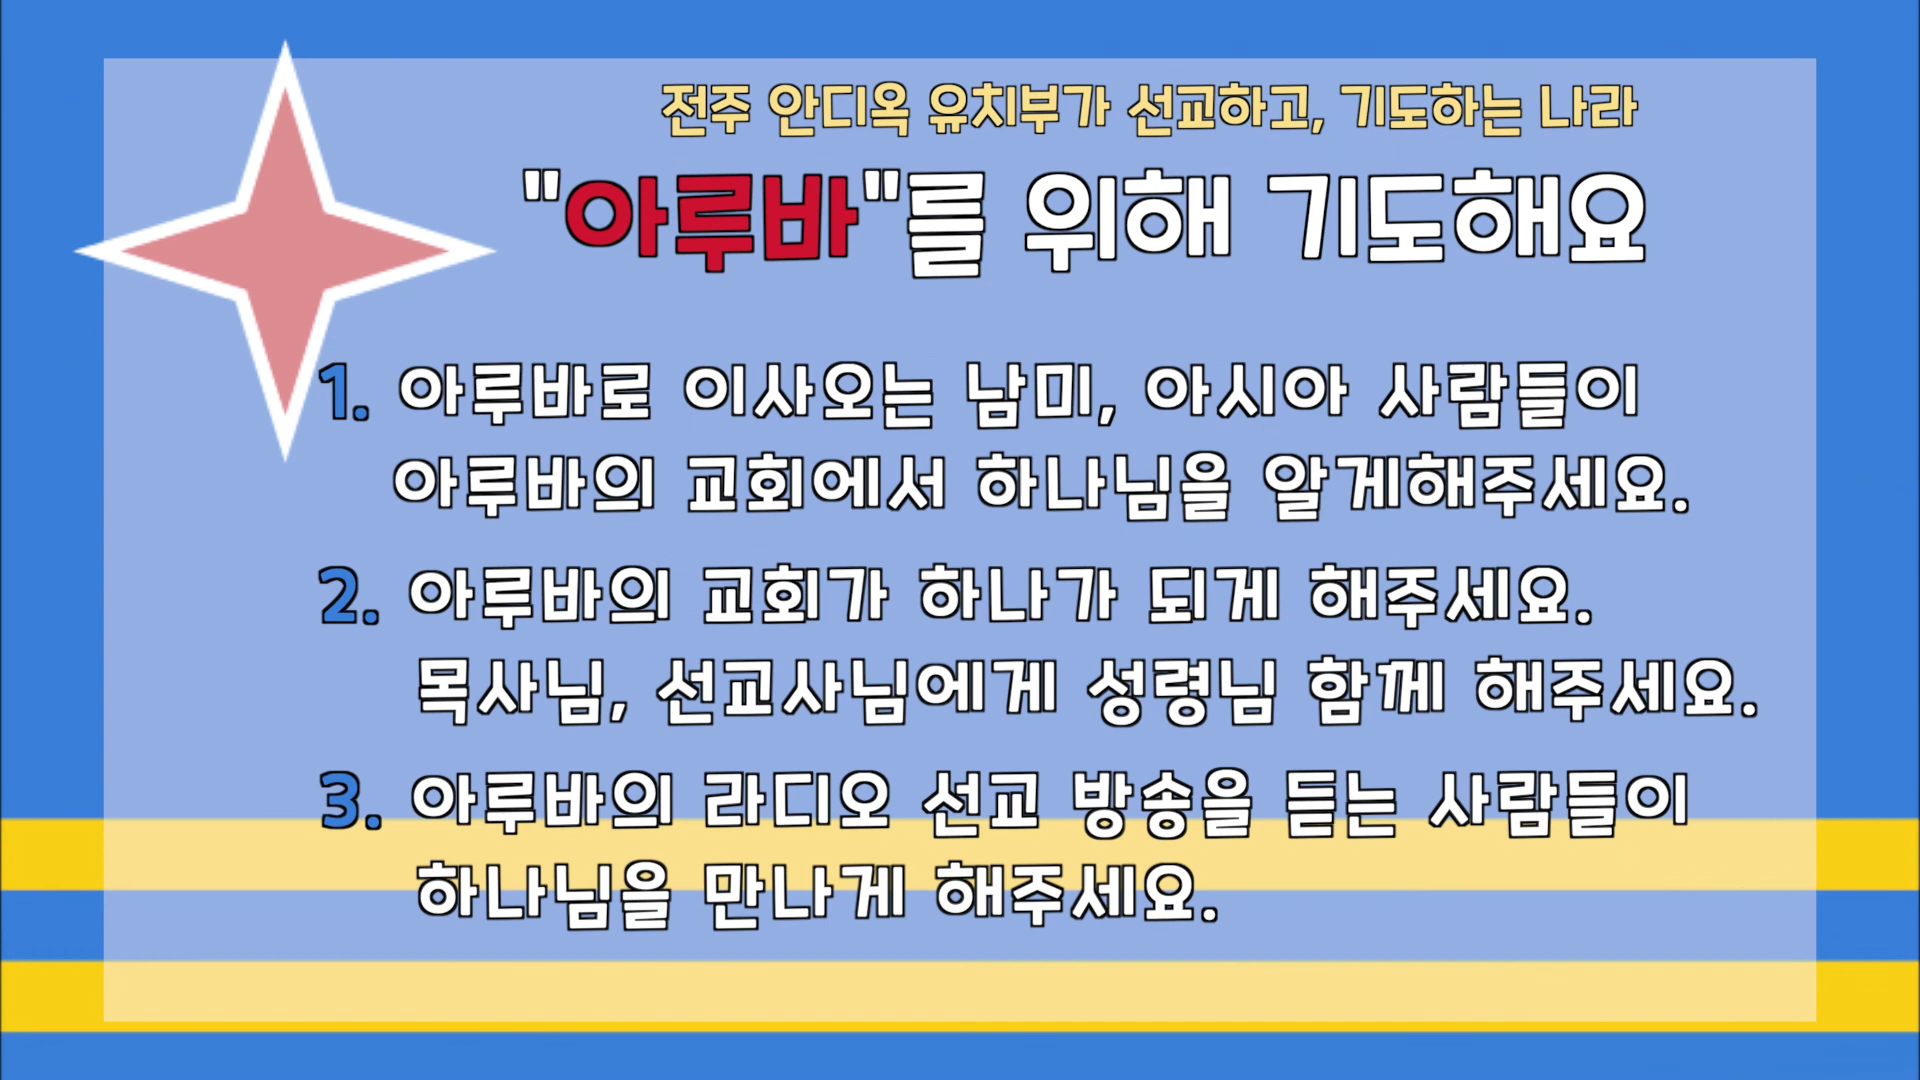 전주 안디옥 유치부가 선교하고, 기도하는 나라
"아루바"를 위해 기도해요
1. 아루바로 이사오는 남미, 아시아 사람들이
아루바의 교회에서 하나님을 알게해주세요.
2. 아루바의 교회가 하나가 되게 해주세요.
목사님, 선교사님에게 성령님 함께 해주세요.
3. 아루바의 라디오 선교 방송을 듣는 사람들이
하나님을 만나게 해주세요.